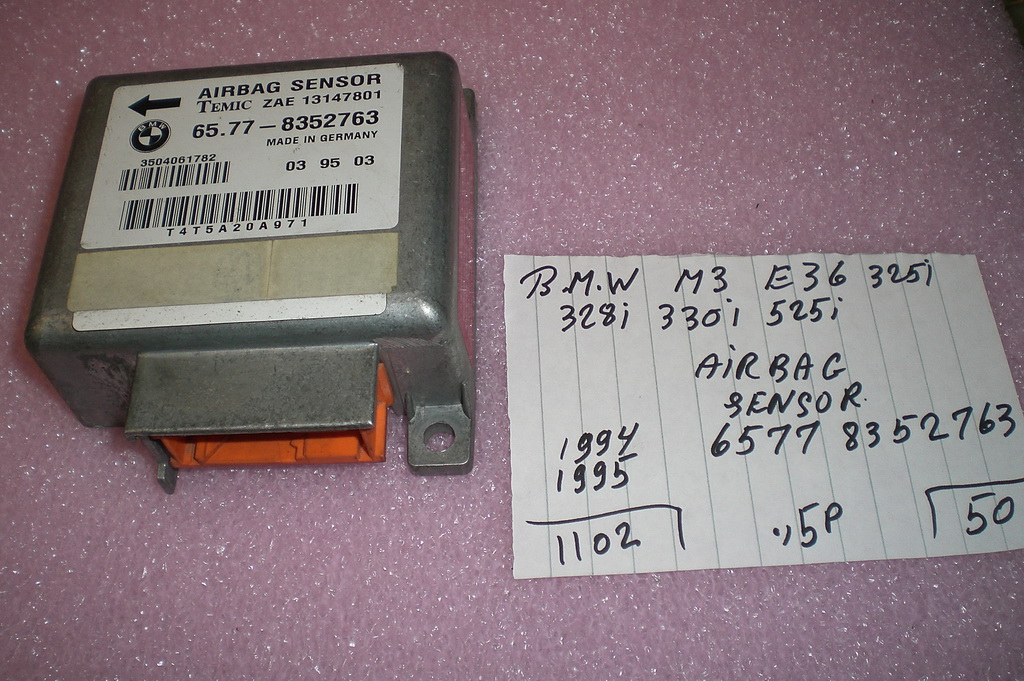 AIRBAG SENSOR
TEMIC ZAE 13147801
BMW
65.77-8352763
MADE IN GERMANY
3504061782
03 95 03
T4T5A20A971
B.M.W M3 E36 325i
328i 330i 525i
AiRBAG
SENSOR.
1994 6577 8352763
1995
1102 .,5P 50